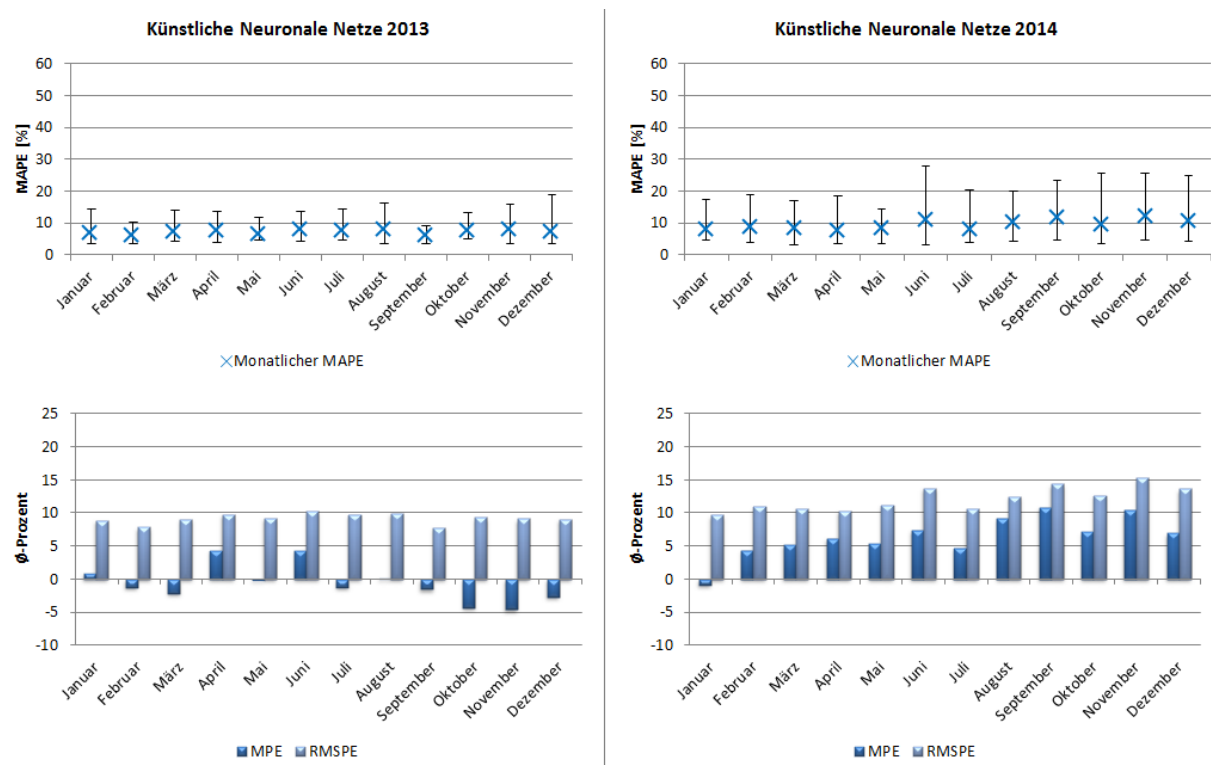 Künstliche Neuronale Netze 2013
60
50
40
30
20
10
0
MAPE [%]
Januar
Februar
März
April
Mai
Juni
Juli
August
September
Oktober
November
Dezember
Monatlicher MAPE
Künstliche Neuronale Netze 2014
60
50
40
30
20
10
0
MAPE [%]
Januar
Februar
März
April
Mai
Juni
Juli
August
September
Oktober
November
Dezember
Monatlicher MAPE
25
20
15
10
5
0
-5
-10
Ø-Prozent
Januar
Februar
März
April
Mai
Juni
Juli
August
September
Oktober
November
Dezember
MPE RMSPE
25
20
15
10
5
0
-5
-10
Ø-Prozent
Januar
Februar
März
April
Mai
Juni
Juli
August
September
Oktober
November
Dezember
MPE RMSPE